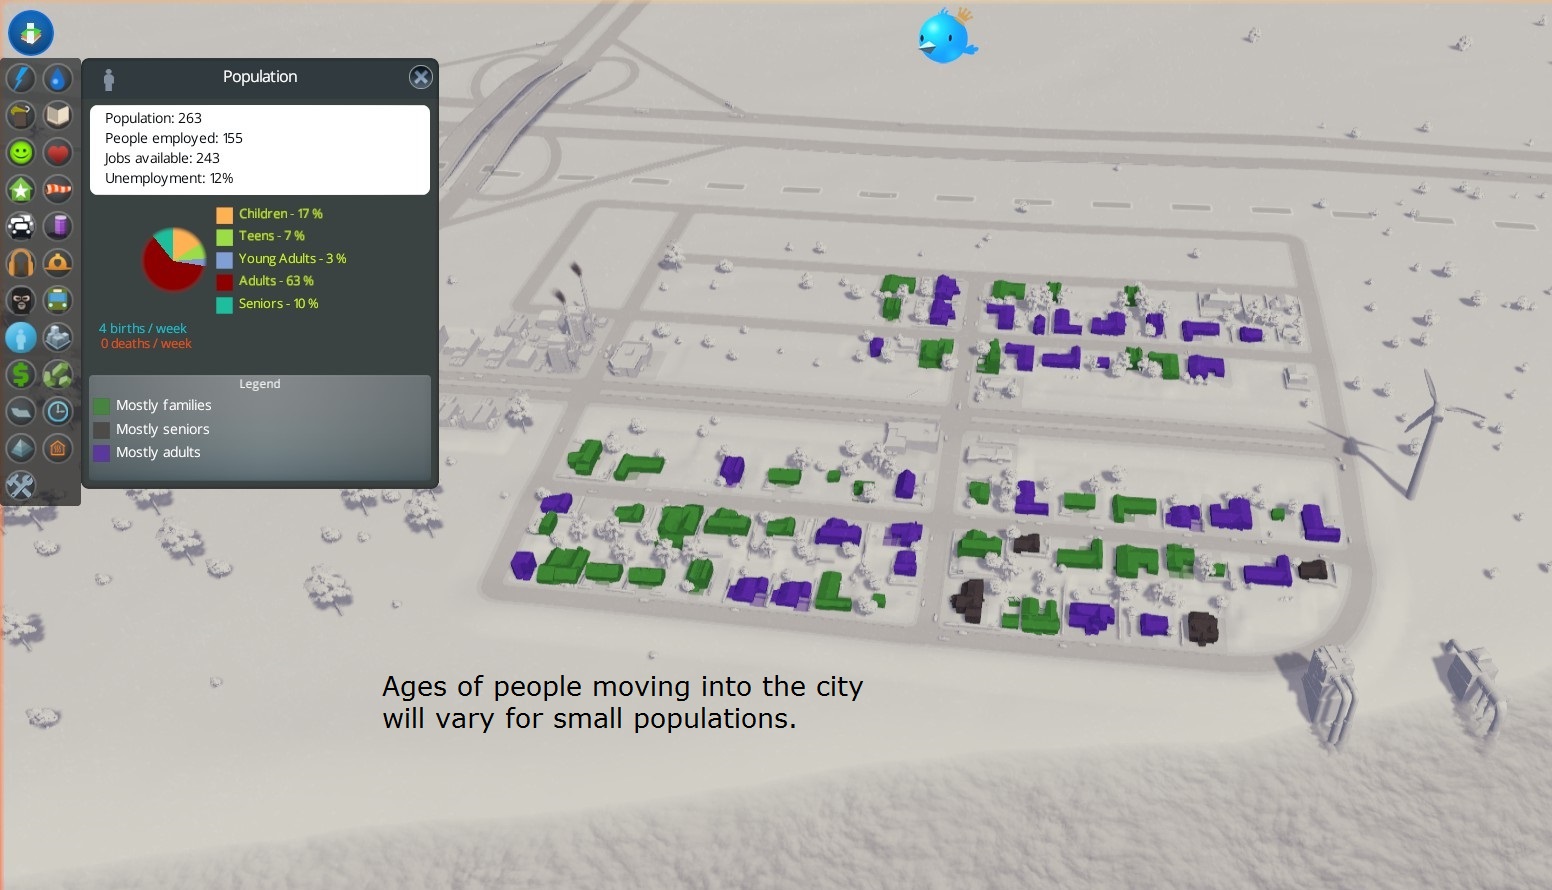 Population
Population: 263
People employed: 155
Jobs available: 243
Unemployment: 12%
Children - 17 %
Teens - 7 %
Young Adults - 3 %
Adults - 63 %
Seniors - 10 %
4 births / week
0 deaths / week
Legend
Mostly families
Mostly seniors
Mostly adults
Ages of people moving into the city
will vary for small populations.